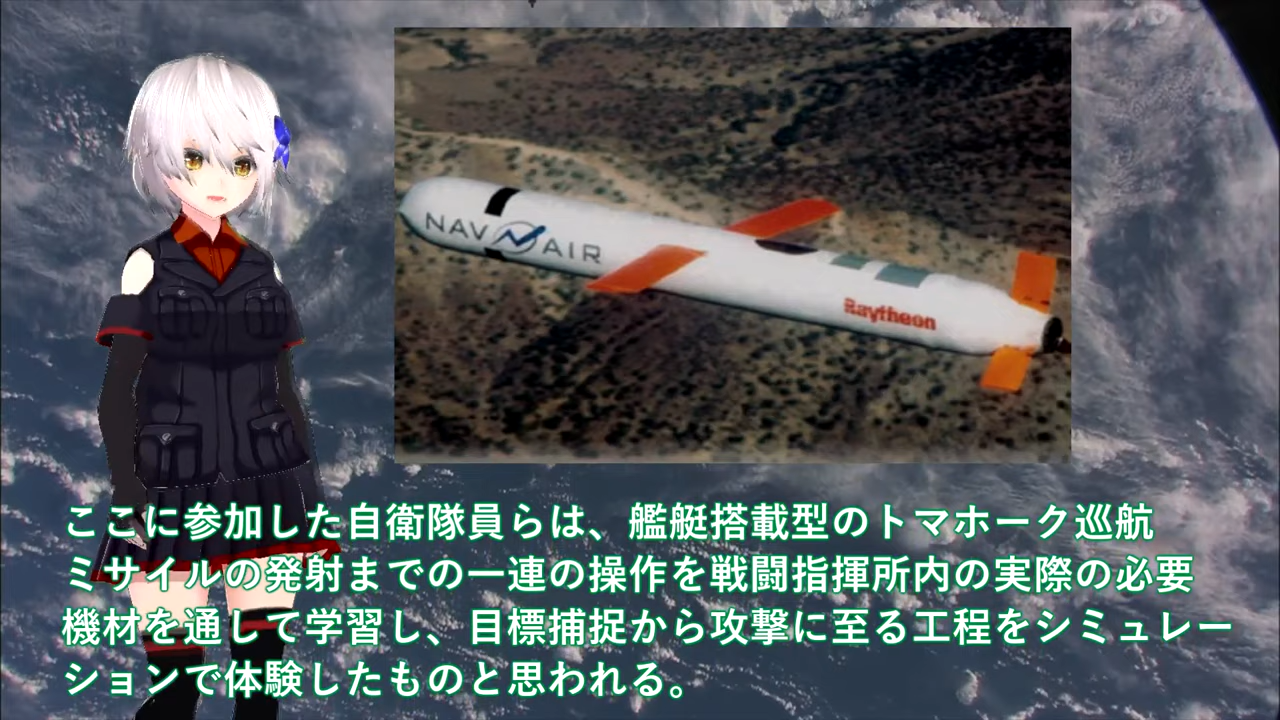 NAVAIR
Raytheon
ここに参加した自衛隊員らは、艦艇搭載型のトマホーク巡航
ミサイルの発射までの一連の操作を戦闘指揮所内の実際の必要
機材を通して学習し、目標捕捉から攻撃に至る工程をシミュレー
ションで体験したものと思われる。